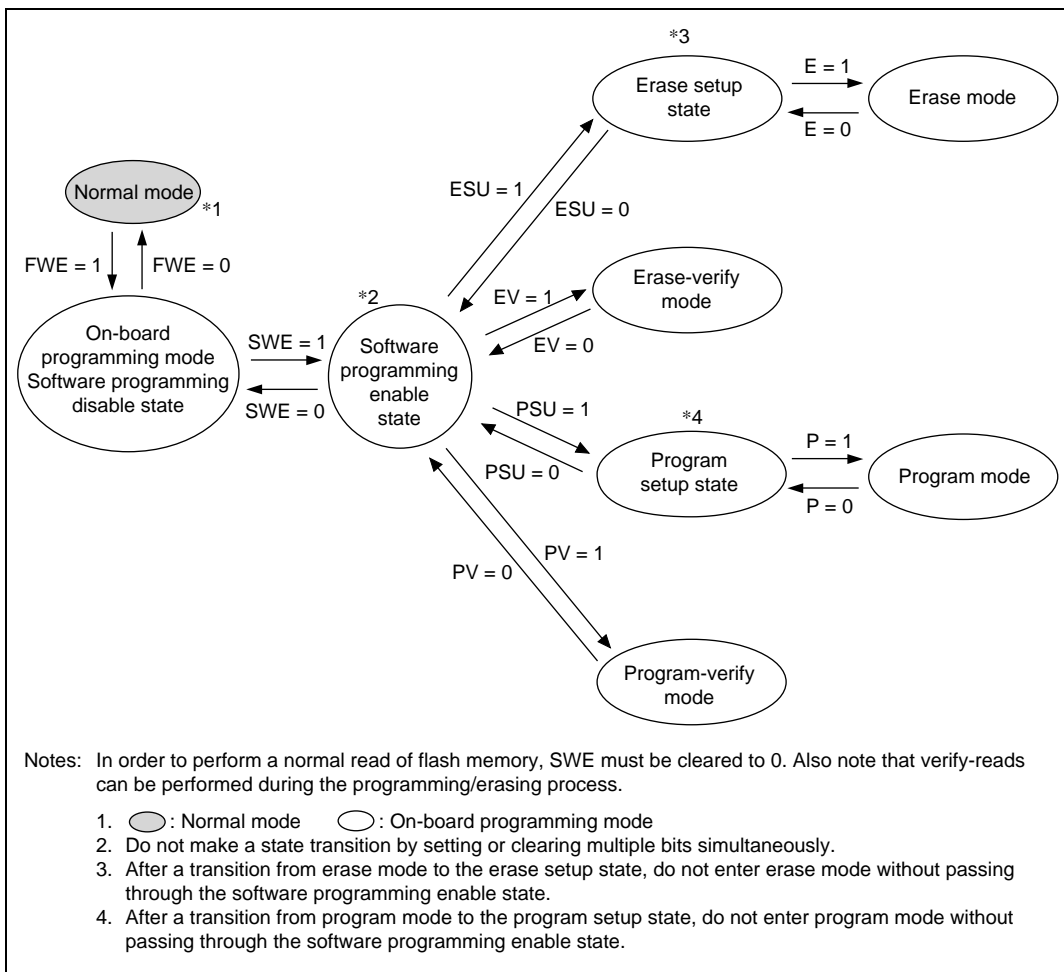 *3
Erase setup
state
E = 1
E = 0
Erase mode
Normal mode
*1
ESU = 1
ESU = 0
FWE = 1
FWE = 0
Erase-verify
mode
*2
EV = 1
EV = 0
On-board
programming mode
Software programming
disable state
SWE = 1
SWE = 0
Software
programming
enable
state
PSU = 1
PSU = 0
*4
Program
setup state
P = 1
P = 0
Program mode
PV = 1
PV = 0
Program-verify
mode
Notes: In order to perform a normal read of flash memory, SWE must be cleared to 0. Also note that verify-reads
can be performed during the programming/erasing process.
1. : Normal mode : On-board programming mode
2. Do not make a state transition by setting or clearing multiple bits simultaneously.
3. After a transition from erase mode to the erase setup state, do not enter erase mode without passing
through the software programming enable state.
4. After a transition from program mode to the program setup state, do not enter program mode without
passing through the software programming enable state.